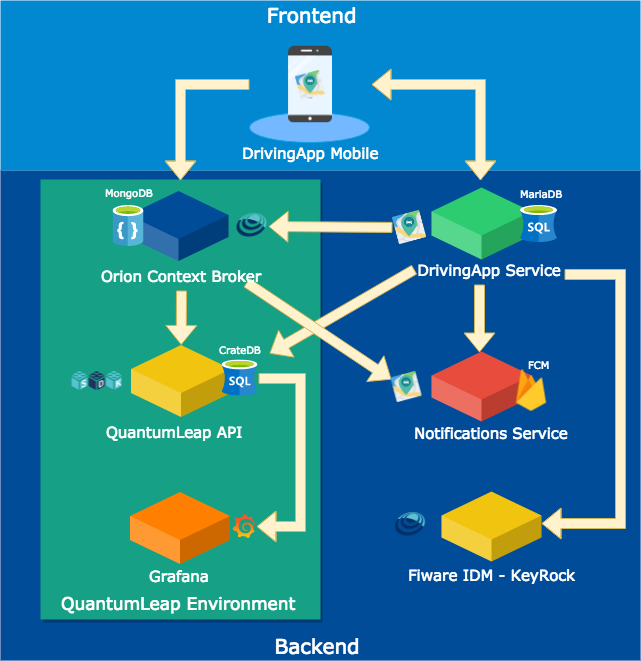 Frontend
DrivingApp Mobile
MongoDB
{ }
Orion Context Broker
MariaDB
SQL
DrivingApp Service
CrateDB
SQL
S D K
QuantumLeap API
FCM
Notifications Service
Grafana
Fiware IDM - KeyRock
QuantumLeap Environment
Backend